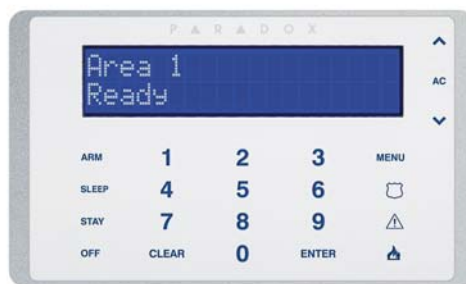 PARADOX
Area 1
Ready
AC
ARM 1 2 3 MENU
SLEEP 4 5 6
STAY 7 8 9
OFF CLEAR 0 ENTER